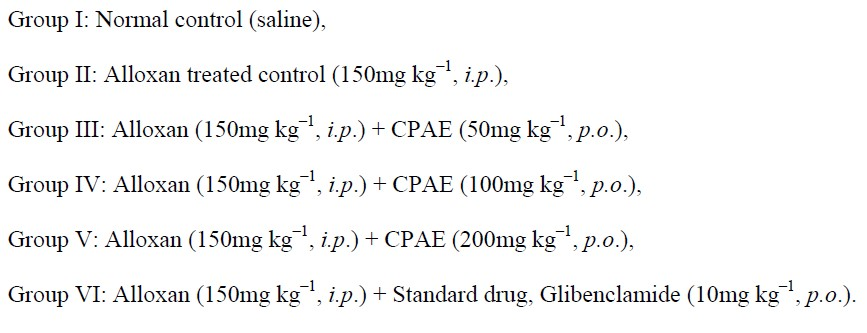 Group I: Normal control (saline),
Group II: Alloxan treated control (150mg kg⁻¹, i.p.),
Group III: Alloxan (150mg kg⁻¹, i.p.) + CPAE (50mg kg⁻¹, p.o.),
Group IV: Alloxan (150mg kg⁻¹, i.p.) + CPAE (100mg kg⁻¹, p.o.),
Group V: Alloxan (150mg kg⁻¹, i.p.) + CPAE (200mg kg⁻¹, p.o.),
Group VI: Alloxan (150mg kg⁻¹, i.p.) + Standard drug, Glibenclamide (10mg kg⁻¹, p.o.).